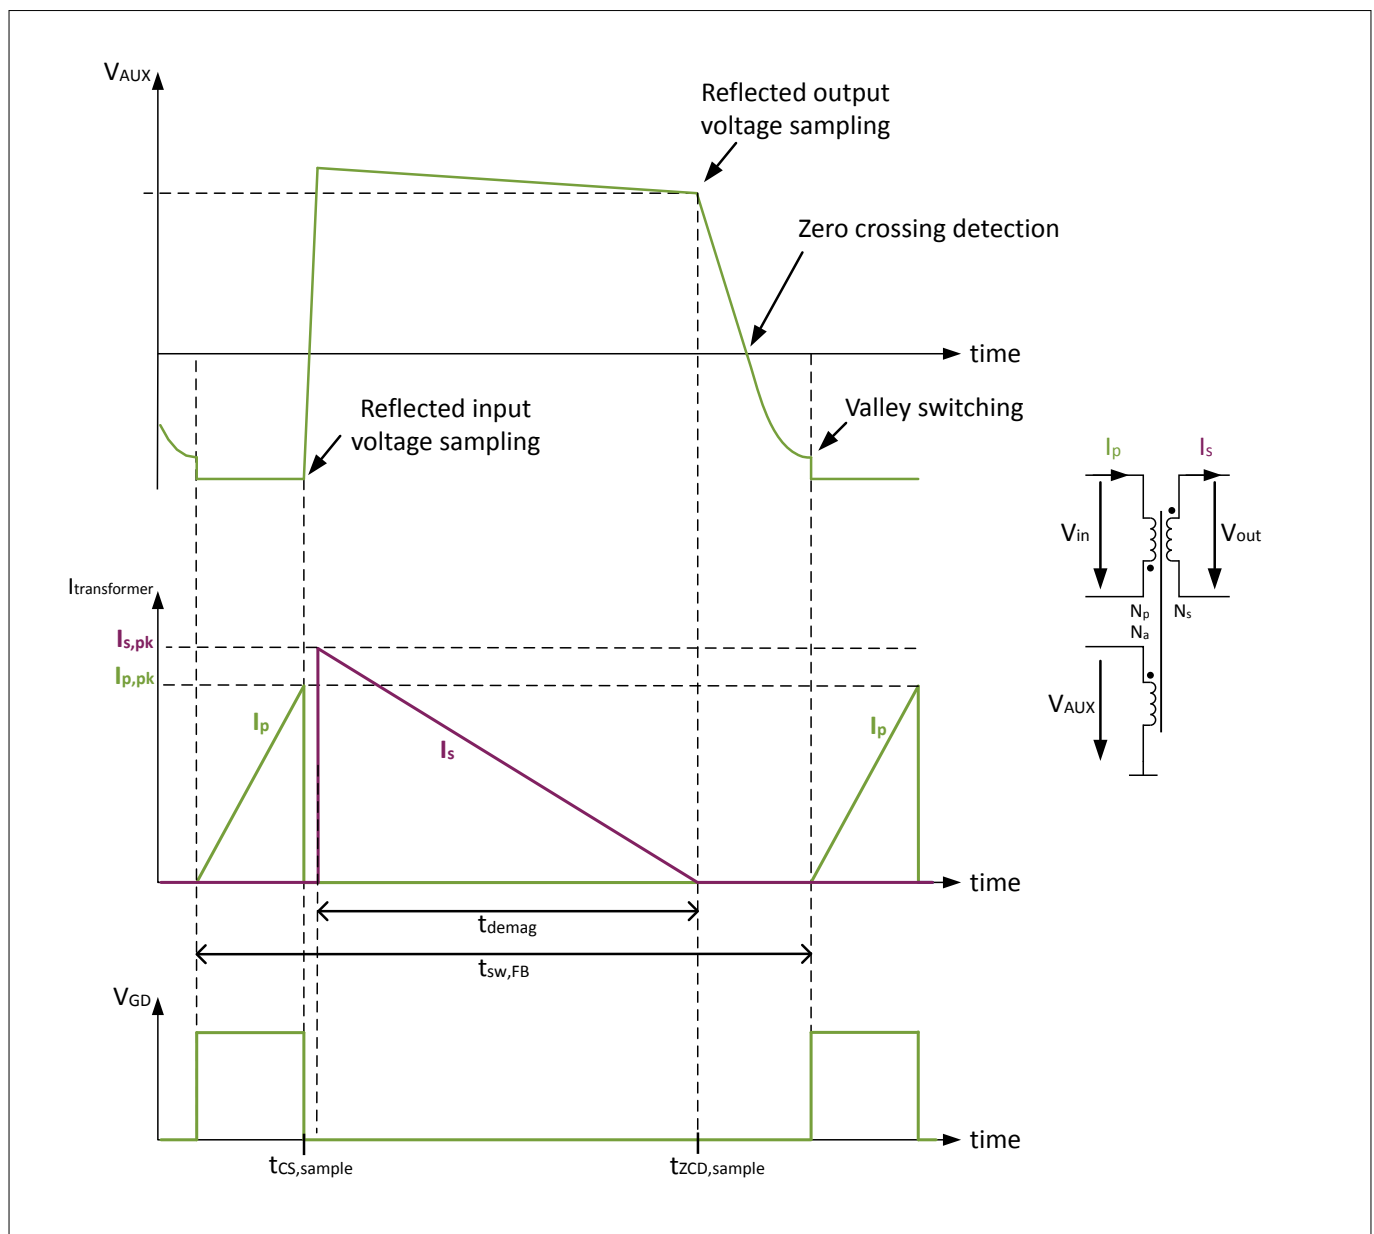 VAUX
Reflected output
voltage sampling
Zero crossing detection
time
Reflected input
voltage sampling
Valley switching
Ip
Is
Vin
Vout
Np
Ns
Na
VAUX
Itransformer
Is,pk
Ip,pk
Ip
Is
Ip
time
tdemag
tsw,FB
VGD
time
tCS,sample
tZCD,sample